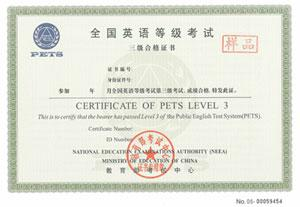 PETS
全国英语等级考试
三级合格证书
样品
证书编号
身份证件号
参加 年 月全国英语等级考试第三级考试,成绩合格,特发此证。
CERTIFICATE OF PETS LEVEL 3
This is to certify that the bearer has passed Level 3 of the Public English Test System(PETS).
Certificate Number:
ID Number:
NATIONAL EDUCATION EXAMINATIONS AUTHORITY (NEEA)
MINISTRY OF EDUCATION OF CHINA
教育部考试中心
No. 06- 00059454